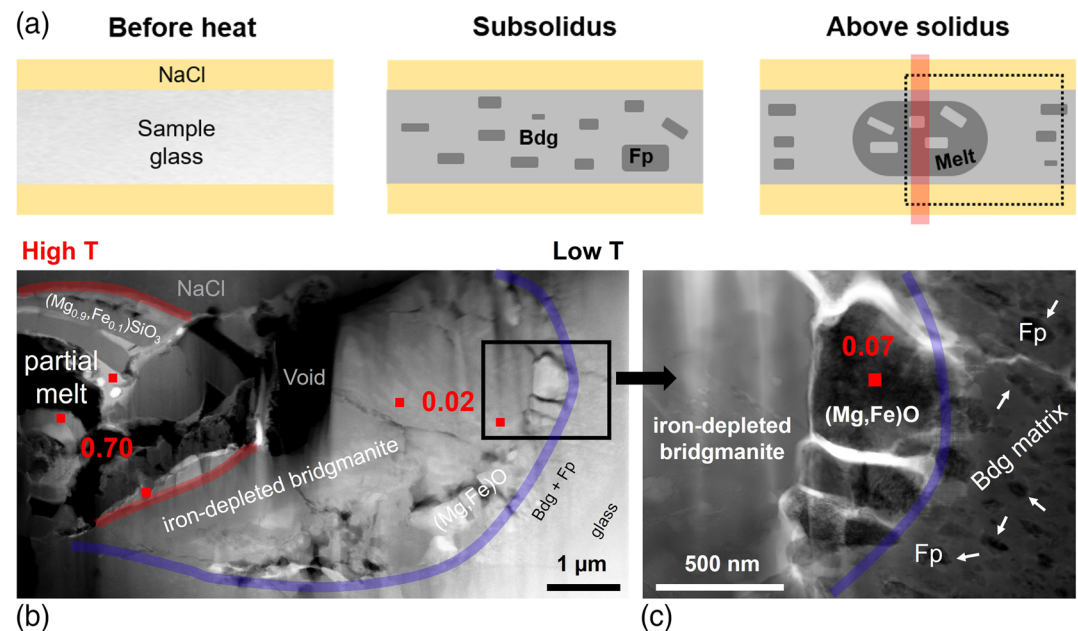 (a)
Before heat
Subsolidus
Above solidus
NaCl
Sample
glass
Bdg
Fp
Melt
High T
Low T
NaCl
(Mg0.9,Fe0.1)SiO3
partial
melt
Void
0.02
0.70
iron-depleted bridgmanite
(Mg,Fe)O
Bdg + Fp
glass
1 μm
(b)
0.07
Fp
(Mg,Fe)O
iron-depleted
bridgmanite
Bdg matrix
Fp
500 nm
(c)